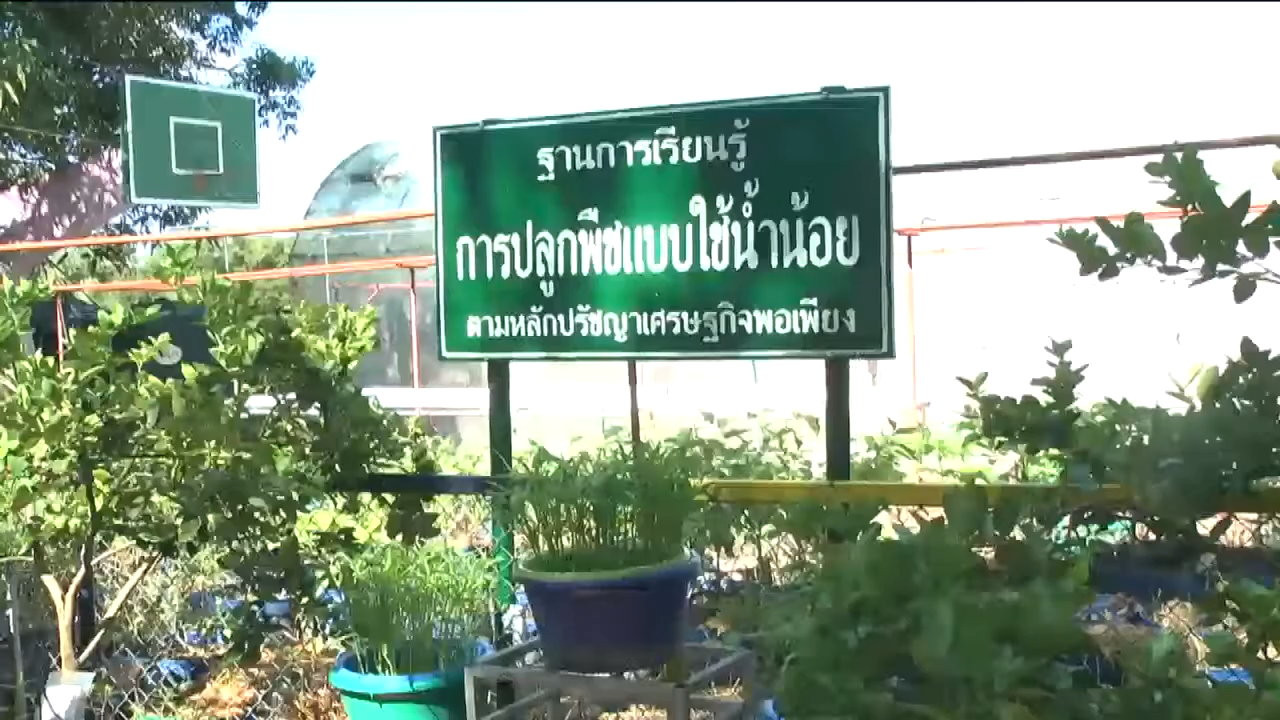 ฐานการเรียนรู้
การปลูกพืชแบบใช้น้ำน้อย
ตามหลักปรัชญาเศรษฐกิจพอเพียง